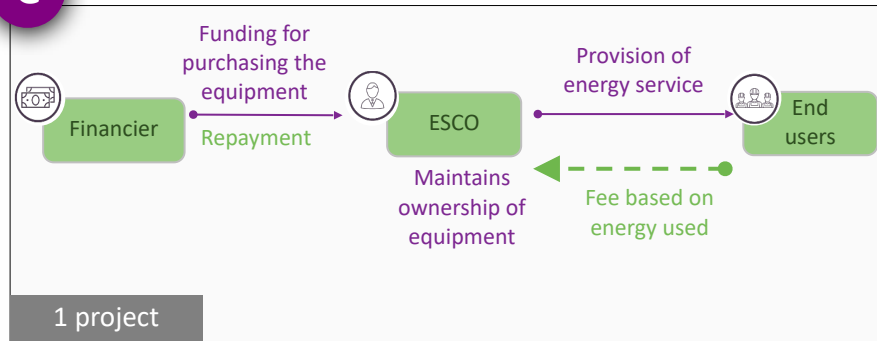 Funding for
purchasing the
equipment
Financier
Repayment
ESCO
Maintains
ownership of
equipment
Provision of
energy service
End
users
Fee based on
energy used
1 project